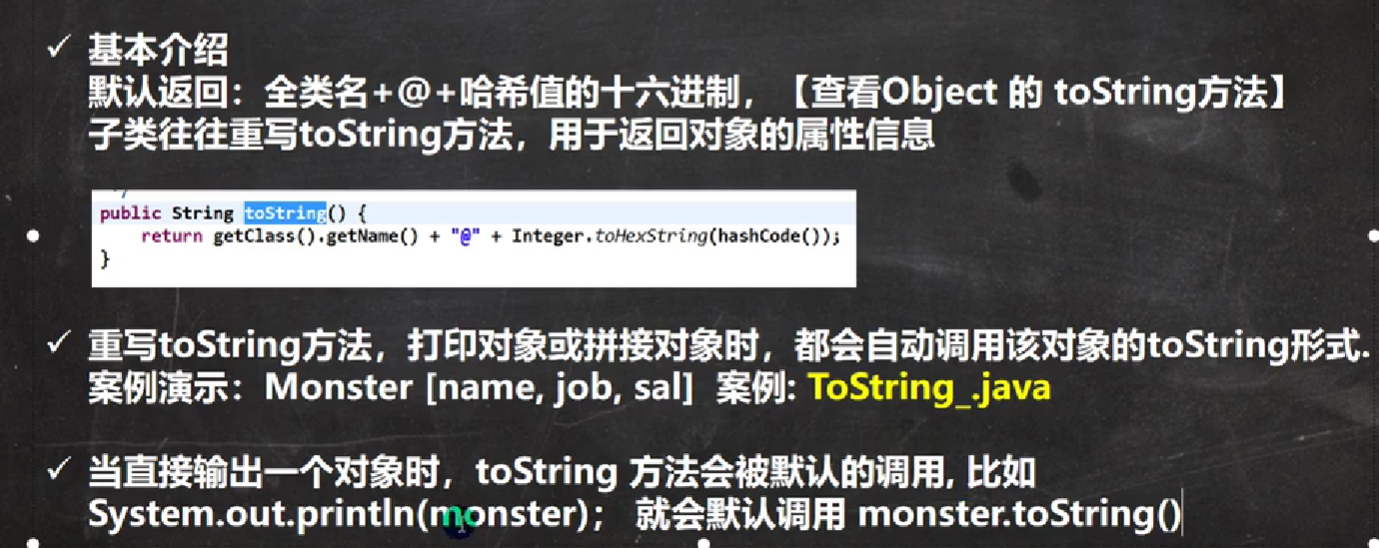 ✓ 基本介绍
默认返回：全类名+@+哈希值的十六进制，【查看Object 的 toString方法】
子类往往重写toString方法，用于返回对象的属性信息
*/
public String toString() {
return getClass().getName() + "@" + Integer.toHexString(hashCode());
}
✓ 重写toString方法，打印对象或拼接对象时，都会自动调用该对象的toString形式.
案例演示：Monster [name, job, sal] 案例: ToString_.java
✓ 当直接输出一个对象时，toString 方法会被默认的调用, 比如
System.out.println(monster)； 就会默认调用 monster.toString()